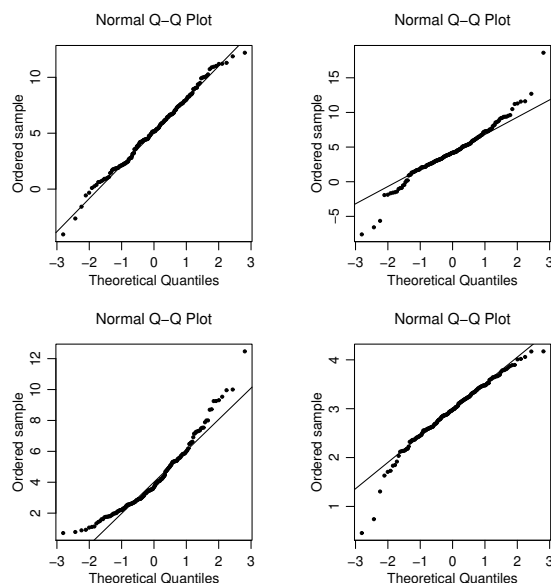 Normal Q−Q Plot
Ordered sample
10
5
0
−3 −2 −1 0 1 2 3
Theoretical Quantiles
Normal Q−Q Plot
Ordered sample
15
10
5
0
−5
−3 −2 −1 0 1 2 3
Theoretical Quantiles
Normal Q−Q Plot
Ordered sample
12
10
8
6
4
2
−3 −2 −1 0 1 2 3
Theoretical Quantiles
Normal Q−Q Plot
Ordered sample
4
3
2
1
−3 −2 −1 0 1 2 3
Theoretical Quantiles